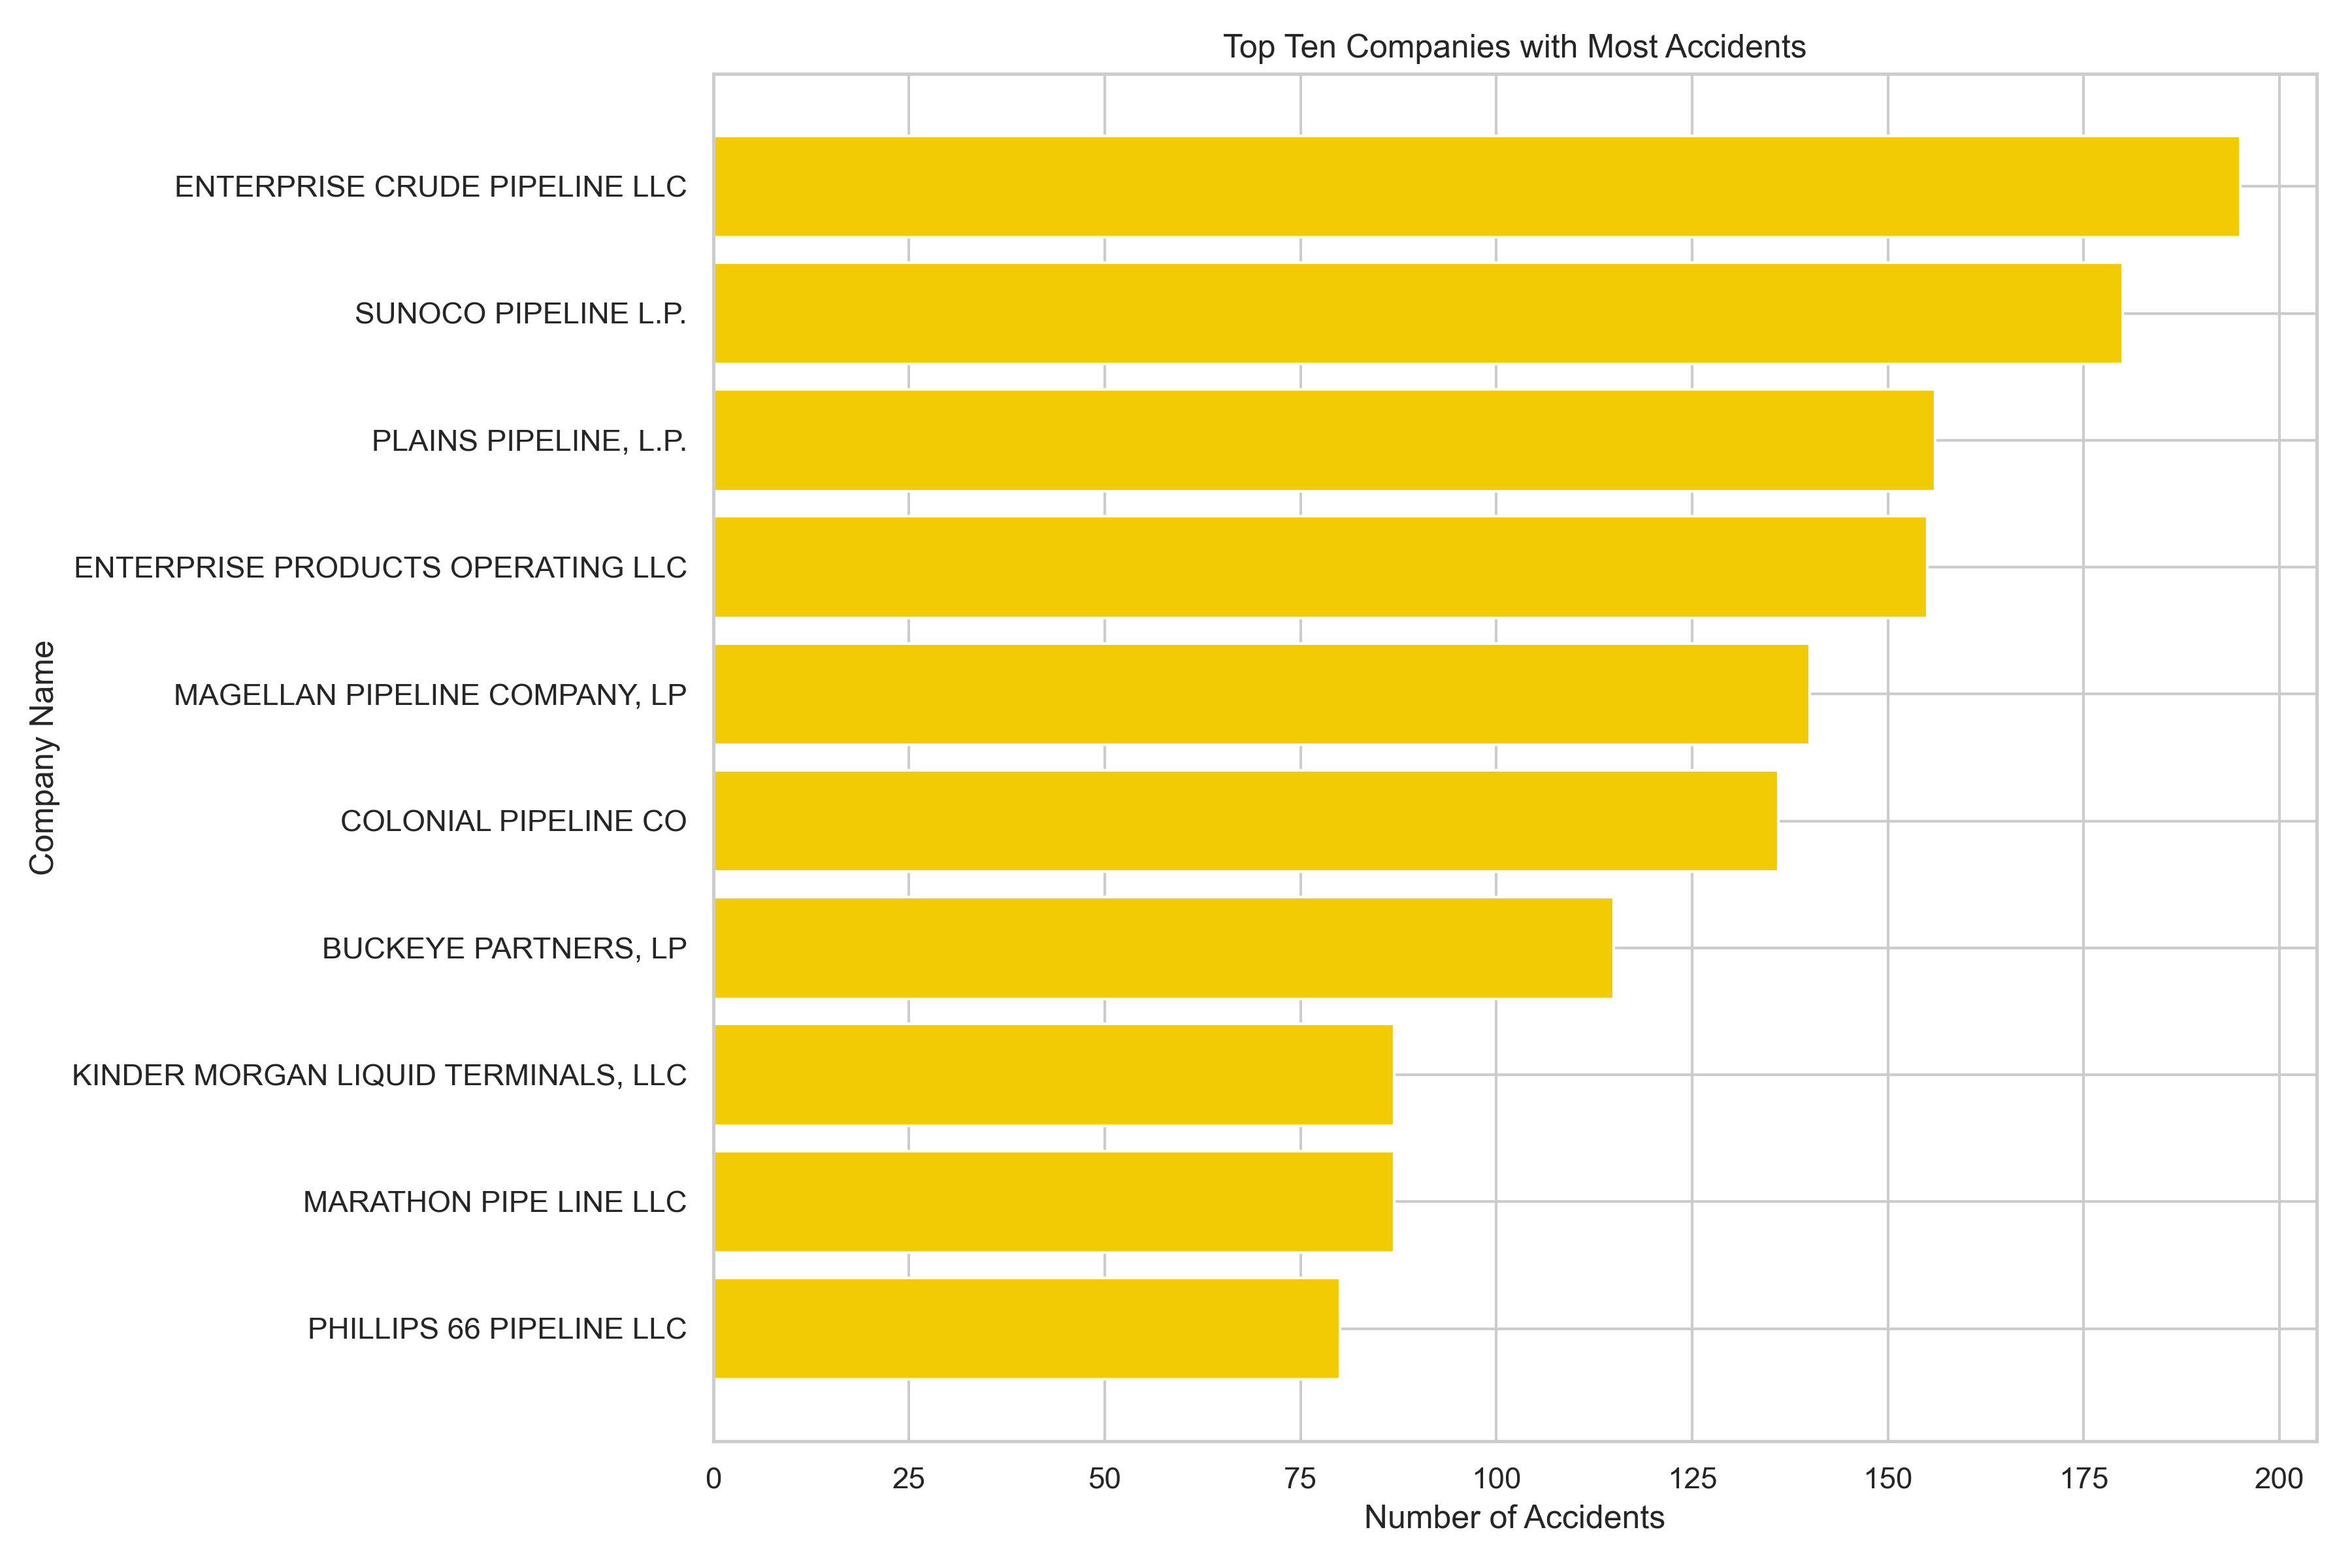 Top Ten Companies with Most Accidents
ENTERPRISE CRUDE PIPELINE LLC
SUNOCO PIPELINE L.P.
PLAINS PIPELINE, L.P.
ENTERPRISE PRODUCTS OPERATING LLC
MAGELLAN PIPELINE COMPANY, LP
COLONIAL PIPELINE CO
BUCKEYE PARTNERS, LP
KINDER MORGAN LIQUID TERMINALS, LLC
MARATHON PIPE LINE LLC
PHILLIPS 66 PIPELINE LLC
Company Name
0 25 50 75 100 125 150 175 200
Number of Accidents